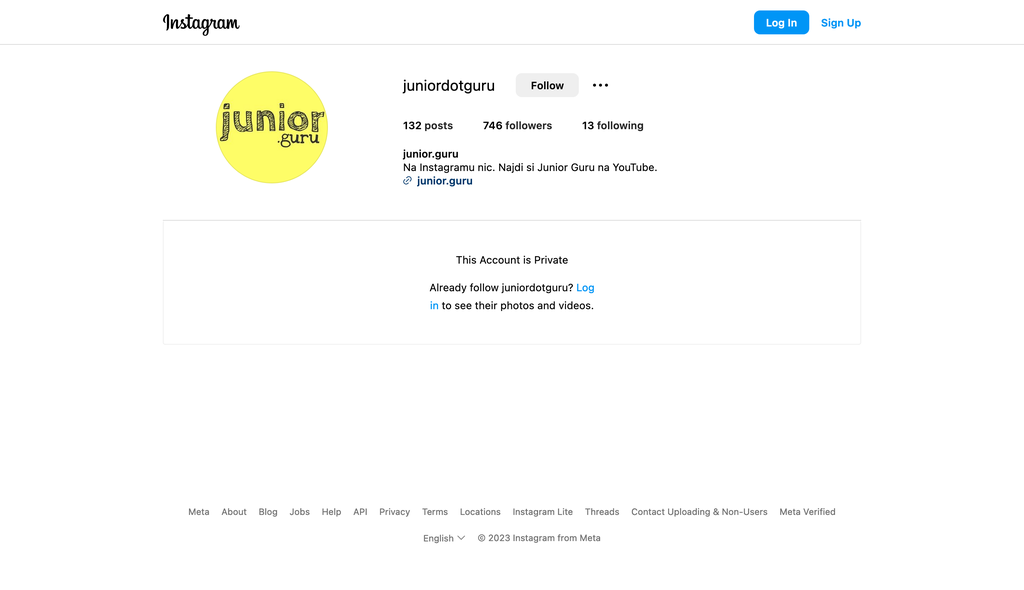 Instagram
Log In
Sign Up
junior
.guru
juniordotguru
Follow
132 posts 746 followers 13 following
junior.guru
Na Instagramu nic. Najdi si Junior Guru na YouTube.
junior.guru
This Account is Private
Already follow juniordotguru? Log
in to see their photos and videos.
Meta About Blog Jobs Help API Privacy Terms Locations Instagram Lite Threads Contact Uploading & Non-Users Meta Verified
English © 2023 Instagram from Meta